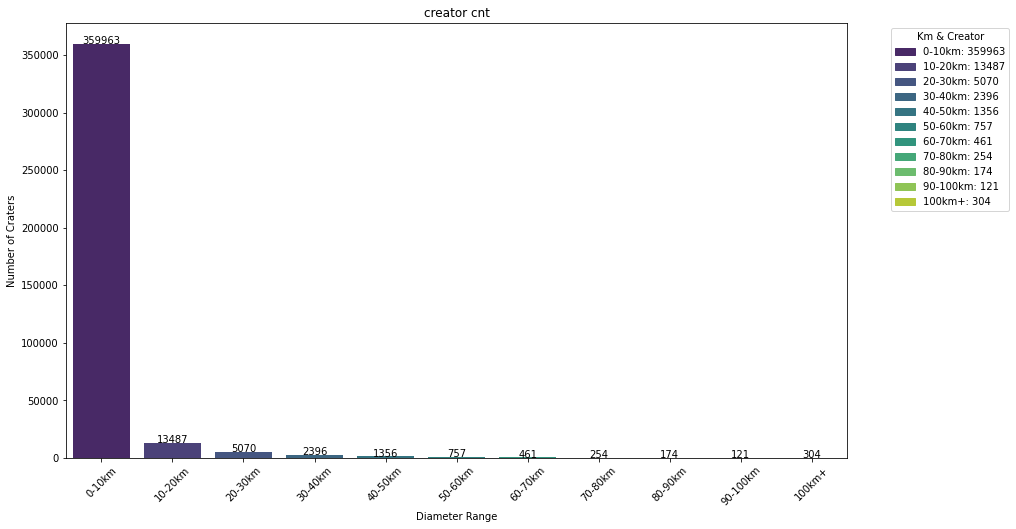 creator cnt
Number of Craters
350000
300000
250000
200000
150000
100000
50000
0
359963
13487
5070
2396
1356
757
461
254
174
121
304
0-10km
10-20km
20-30km
30-40km
40-50km
50-60km
60-70km
70-80km
80-90km
90-100km
100km+
Diameter Range
Km & Creator
0-10km: 359963
10-20km: 13487
20-30km: 5070
30-40km: 2396
40-50km: 1356
50-60km: 757
60-70km: 461
70-80km: 254
80-90km: 174
90-100km: 121
100km+: 304